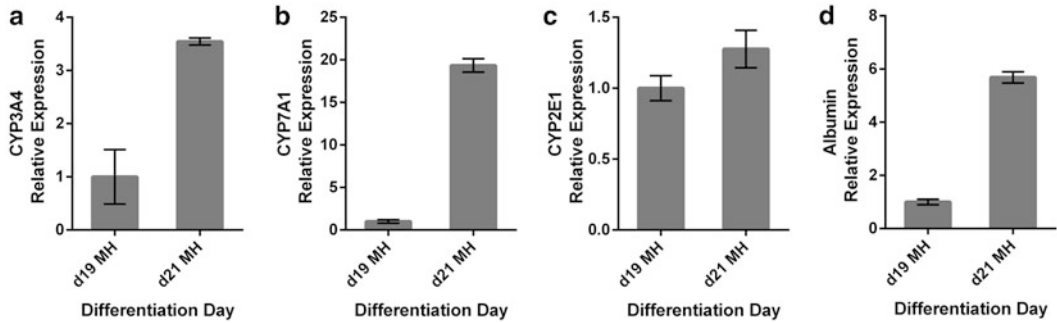 a
CYP3A4
Relative Expression
4
3
2
1
0
d19 MH
d21 MH
Differentiation Day
b
CYP7A1
Relative Expression
25
20
15
10
5
0
d19 MH
d21 MH
Differentiation Day
c
CYP2E1
Relative Expression
1.5
1.0
0.5
0.0
d19 MH
d21 MH
Differentiation Day
d
Albumin
Relative Expression
8
6
4
2
0
d19 MH
d21 MH
Differentiation Day